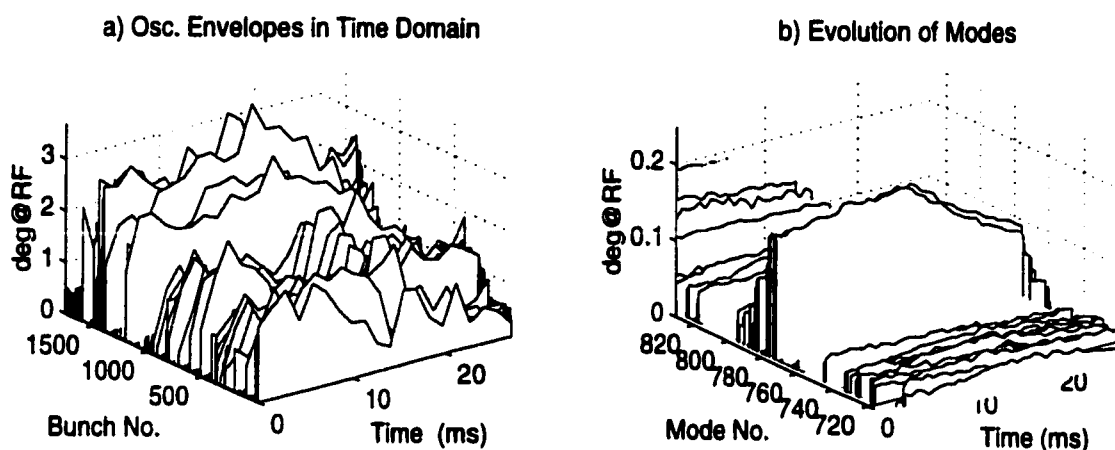 a) Osc. Envelopes in Time Domain
deg@RF
3
2
1
0
1500
1000
500
Bunch No.
0
10
20
Time (ms)
b) Evolution of Modes
deg@RF
0.2
0.1
0
820
800
780
760
740
720
Mode No.
0
10
20
Time (ms)